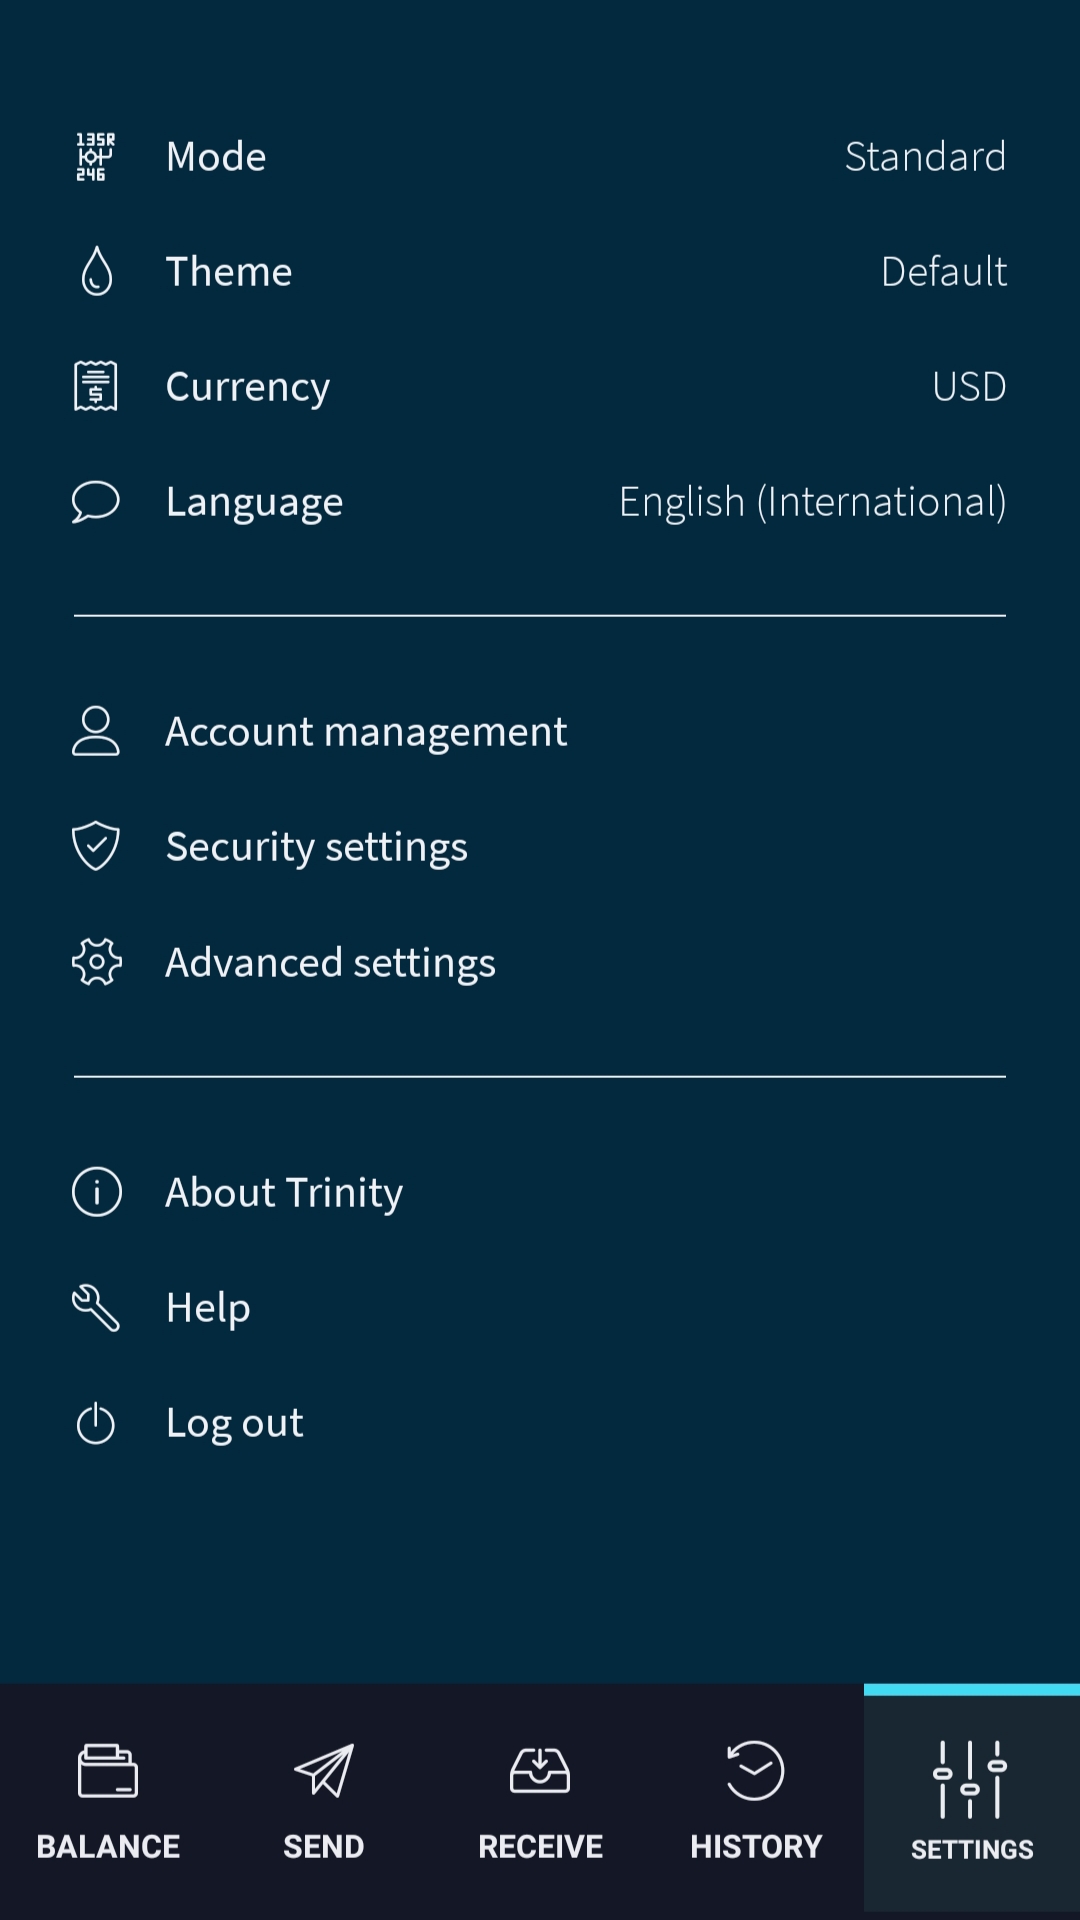 Mode Standard
Theme Default
Currency USD
Language English (International)
Account management
Security settings
Advanced settings
About Trinity
Help
Log out
BALANCE SEND RECEIVE HISTORY SETTINGS